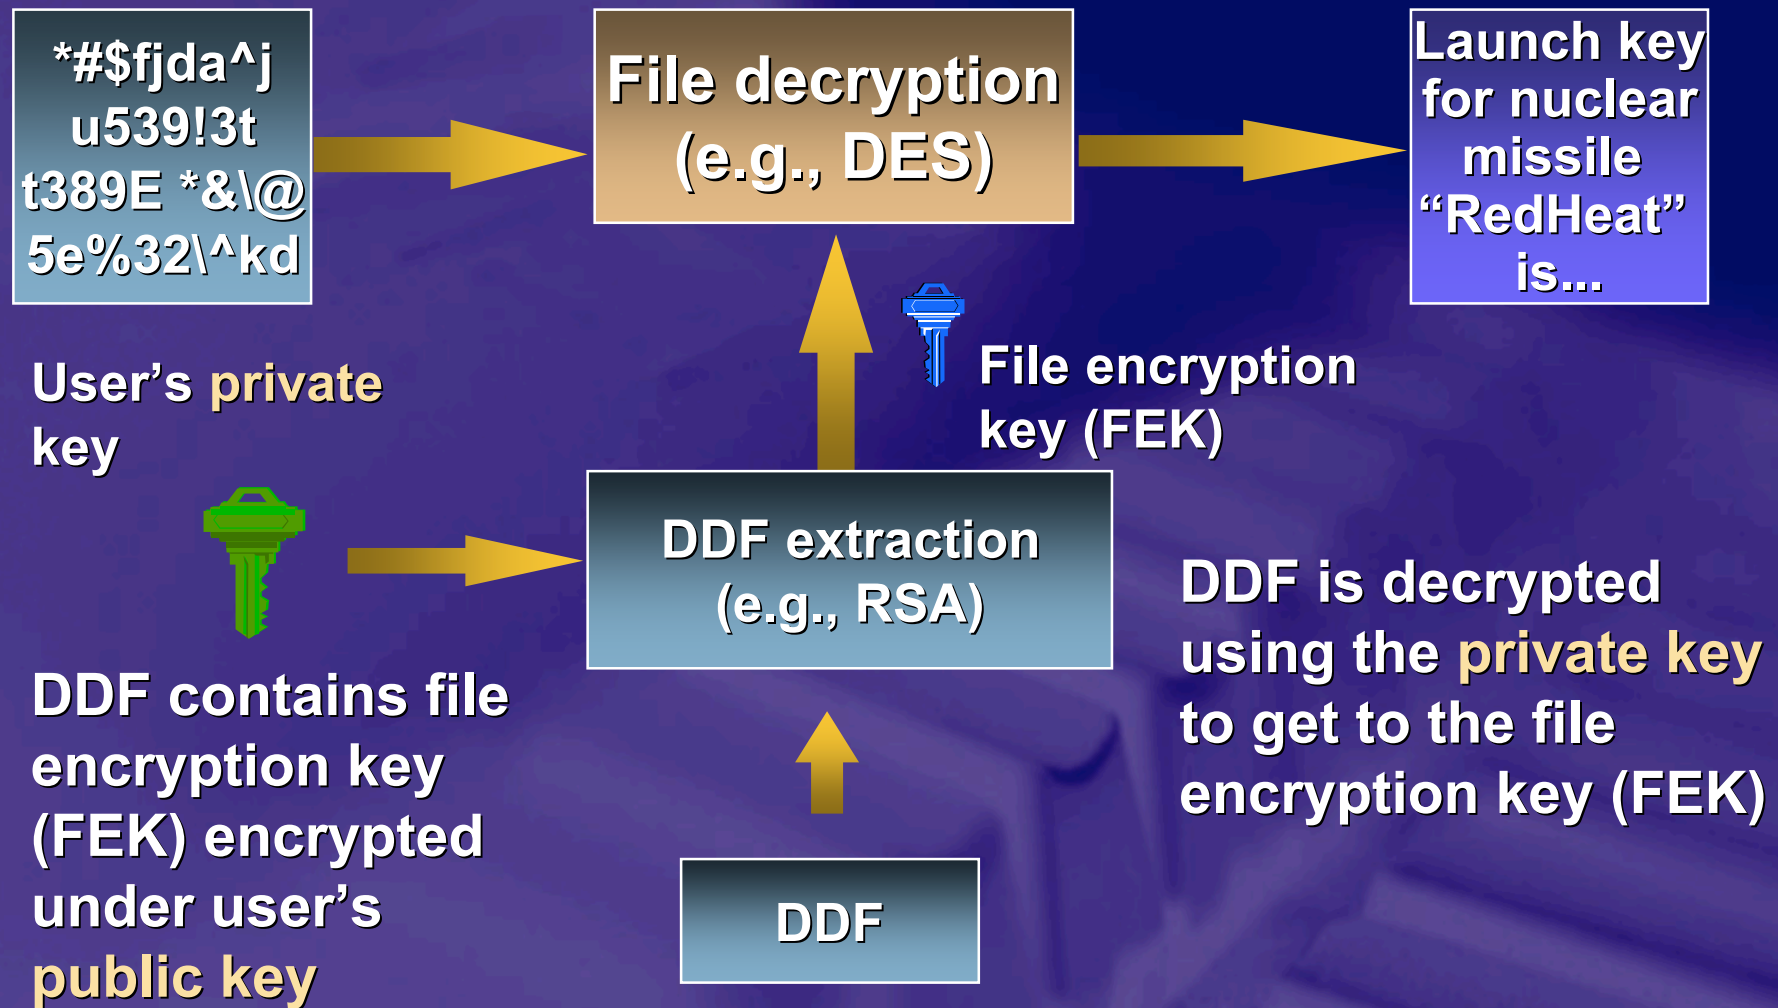 *#$fjda^j
u539!3t
t389E *&\@
5e%32\^kd
File decryption
(e.g., DES)
Launch key
for nuclear
missile
“RedHeat”
is...
User’s private
key
File encryption
key (FEK)
DDF extraction
(e.g., RSA)
DDF contains file
encryption key
(FEK) encrypted
under user’s
public key
DDF is decrypted
using the private key
to get to the file
encryption key (FEK)
DDF